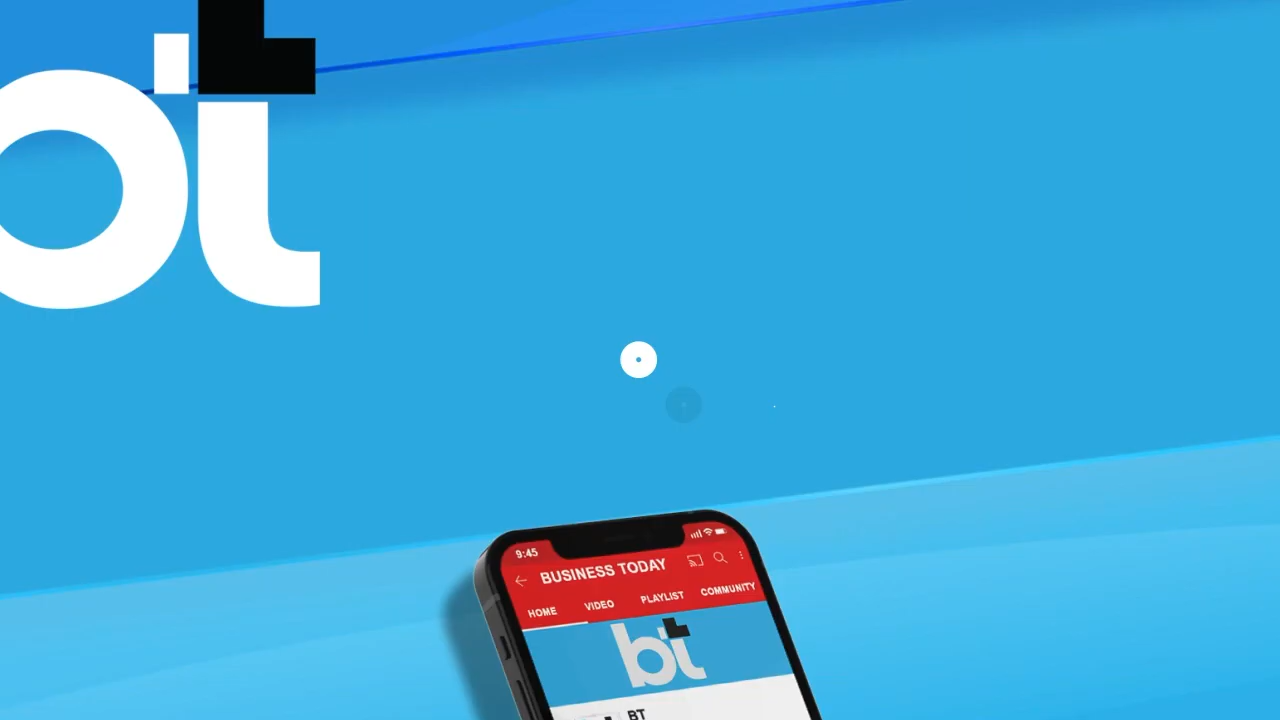 bt
9:45
BUSINESS TODAY
HOME VIDEO PLAYLIST COMMUNITY
bt
BT